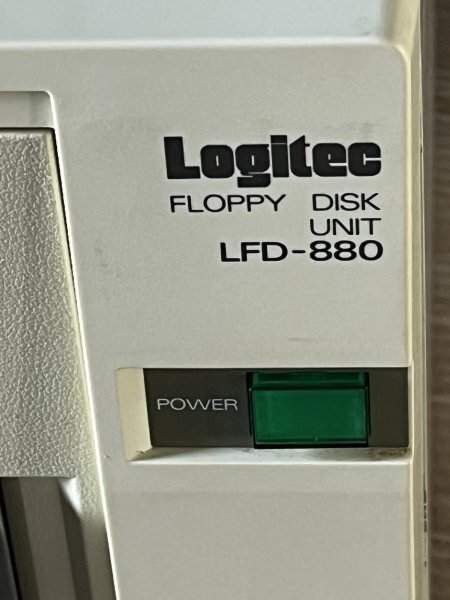 Logitec
FLOPPY DISK
UNIT
LFD-880
POWER